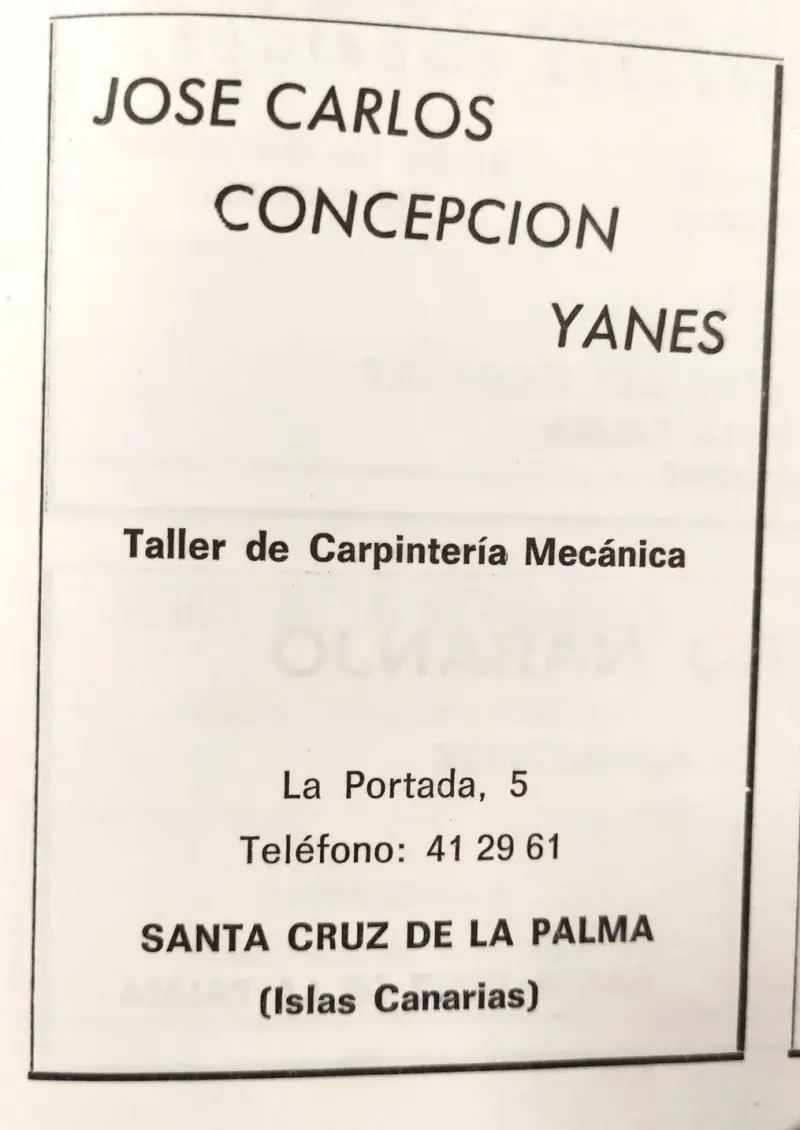 JOSE CARLOS
CONCEPCION
YANES
Taller de Carpintería Mecánica
La Portada, 5
Teléfono: 41 29 61
SANTA CRUZ DE LA PALMA
(Islas Canarias)